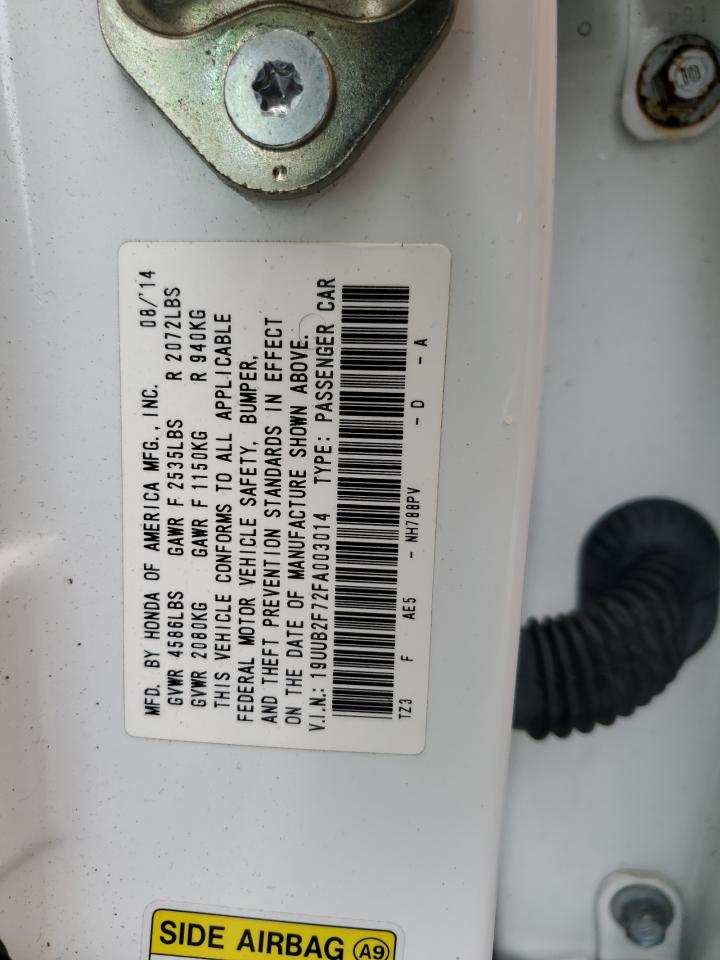 MFD. BY HONDA OF AMERICA MFG., INC. 08/'14
GVWR 4586LBS GAWR F 2535LBS R 2072LBS
GVWR 2080KG GAWR F 1150KG R 940KG
THIS VEHICLE CONFORMS TO ALL APPLICABLE
FEDERAL MOTOR VEHICLE SAFETY, BUMPER,
AND THEFT PREVENTION STANDARDS IN EFFECT
ON THE DATE OF MANUFACTURE SHOWN ABOVE.
V.I.N.: 19UUB2F72FA003014 TYPE: PASSENGER CAR
TZ3 F AE5 - NH788PV - D - A
SIDE AIRBAG A9
10